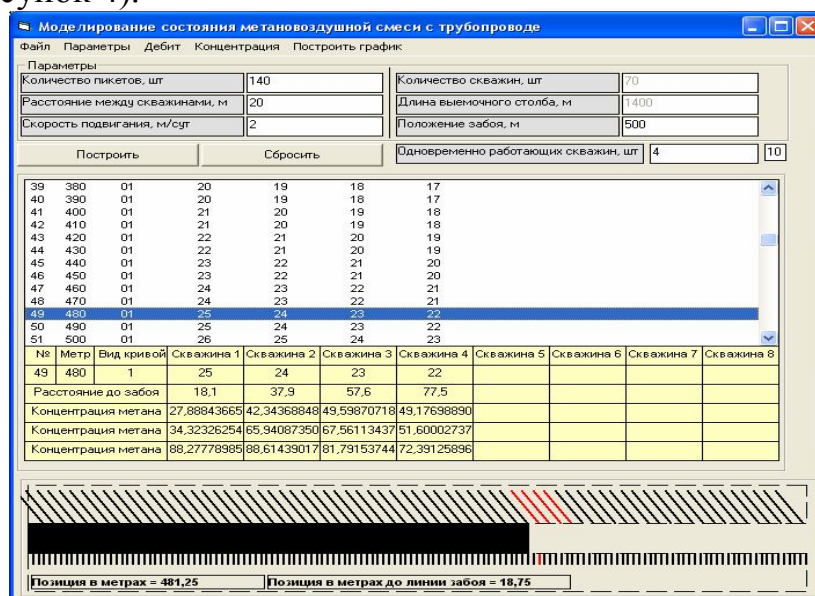 сунок 4).
Моделирование состояния метановоздушной смеси с трубопроводе
Файл Параметры Дебит Концентрация Построить график
Параметры
Количество пикетов, шт 140 Количество скважин, шт 70
Расстояние между скважинами, м 20 Длина выемочного столба, м 1400
Скорость подвигания, м/сут 2 Положение забоя, м 500
Построить Сбросить Одновременно работающих скважин, шт 4 10
39 380 01 20 19 18 17
40 390 01 20 19 18 17
41 400 01 21 20 19 18
42 410 01 21 20 19 18
43 420 01 22 21 20 19
44 430 01 22 21 20 19
45 440 01 23 22 21 20
46 450 01 23 22 21 20
47 460 01 24 23 22 21
48 470 01 24 23 22 21
49 480 01 25 24 23 22
50 490 01 25 24 23 22
51 500 01 26 25 24 23
№ Метр Вид кривой Скважина 1 Скважина 2 Скважина 3 Скважина 4 Скважина 5 Скважина 6 Скважина 7 Скважина 8
49 480 1 25 24 23 22
Расстояние до забоя 18,1 37,9 57,6 77,5
Концентрация метана 27,88843665 42,34368848 49,59870718 49,17698890
Концентрация метана 34,32326254 65,94087350 67,56113437 51,60002737
Концентрация метана 88,27778985 88,61439017 81,79153744 72,39125896
Позиция в метрах = 481,25 Позиция в метрах до линии забоя = 18,75